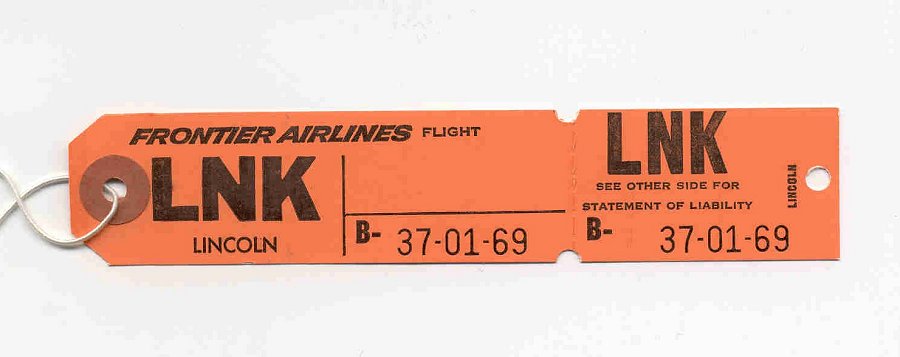 FRONTIER AIRLINES FLIGHT
LNK
LINCOLN
B- 37-01-69
LNK
SEE OTHER SIDE FOR
STATEMENT OF LIABILITY
B- 37-01-69
LINCOLN